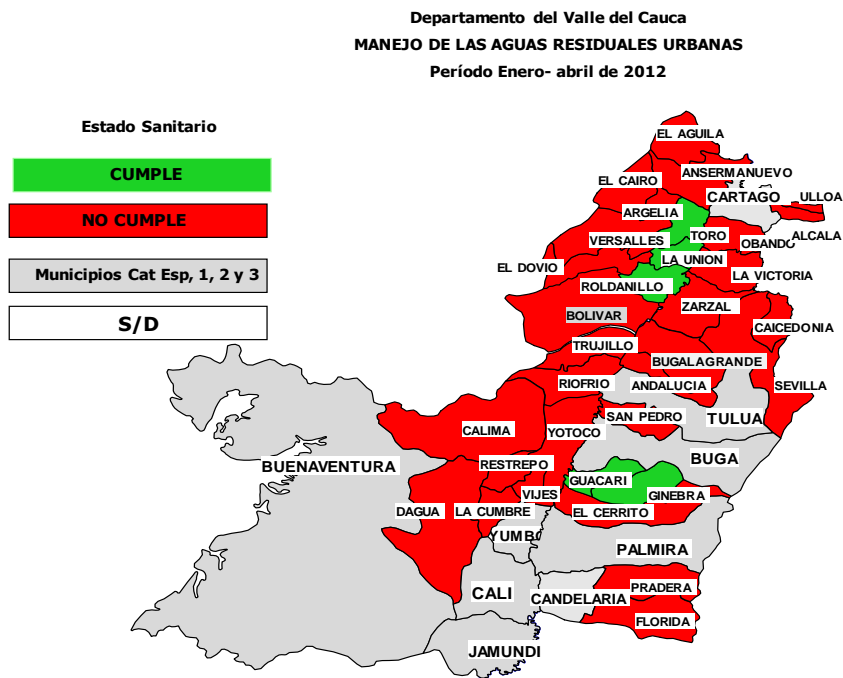 Departamento del Valle del Cauca
MANEJO DE LAS AGUAS RESIDUALES URBANAS
Período Enero- abril de 2012
Estado Sanitario
CUMPLE
NO CUMPLE
Municipios Cat Esp, 1, 2 y 3
S/D
EL AGUILA
ANSERMANUEVO
EL CAIRO
CARTAGO
ULLOA
ARGELIA
TORO
ALCALA
VERSALLES
OBANDO
LA UNION
EL DOVIO
LA VICTORIA
ROLDANILLO
ZARZAL
BOLIVAR
CAICEDONIA
TRUJILLO
BUGALAGRANDE
RIOFRIO
ANDALUCIA
SEVILLA
SAN PEDRO
TULUA
CALIMA
YOTOCO
BUGA
BUENAVENTURA
RESTREPO
GUACARI
VIJES
GINEBRA
DAGUA
LA CUMBRE
EL CERRITO
YUMBO
PALMIRA
PRADERA
CALI
CANDELARIA
FLORIDA
JAMUNDI